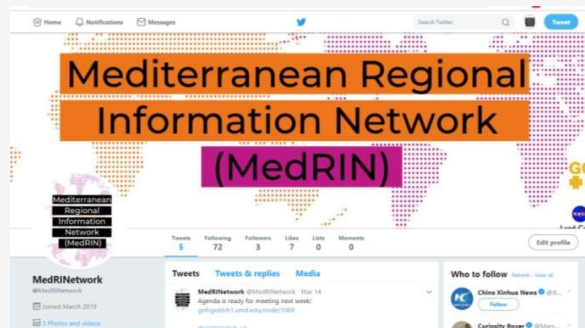 Home Notifications Messages Search Twitter Tweet
Mediterranean Regional
Information Network
(MedRIN)
Mediterranean
Regional
Information
Network
(MedRIN)
Tweets Following Followers Likes Lists Moments
5 72 3 7 0 0
Edit profile
MedRINetwork
@MedRINetwork
Joined March 2019
3 Photos and videos
Tweets Tweets & replies Media
MedRINetwork @MedRINetwork · Mar 14
Agenda is ready for meeting next week!
Who to follow · Refresh · View all
China Xinhua News
Follow
Curiosity Rover